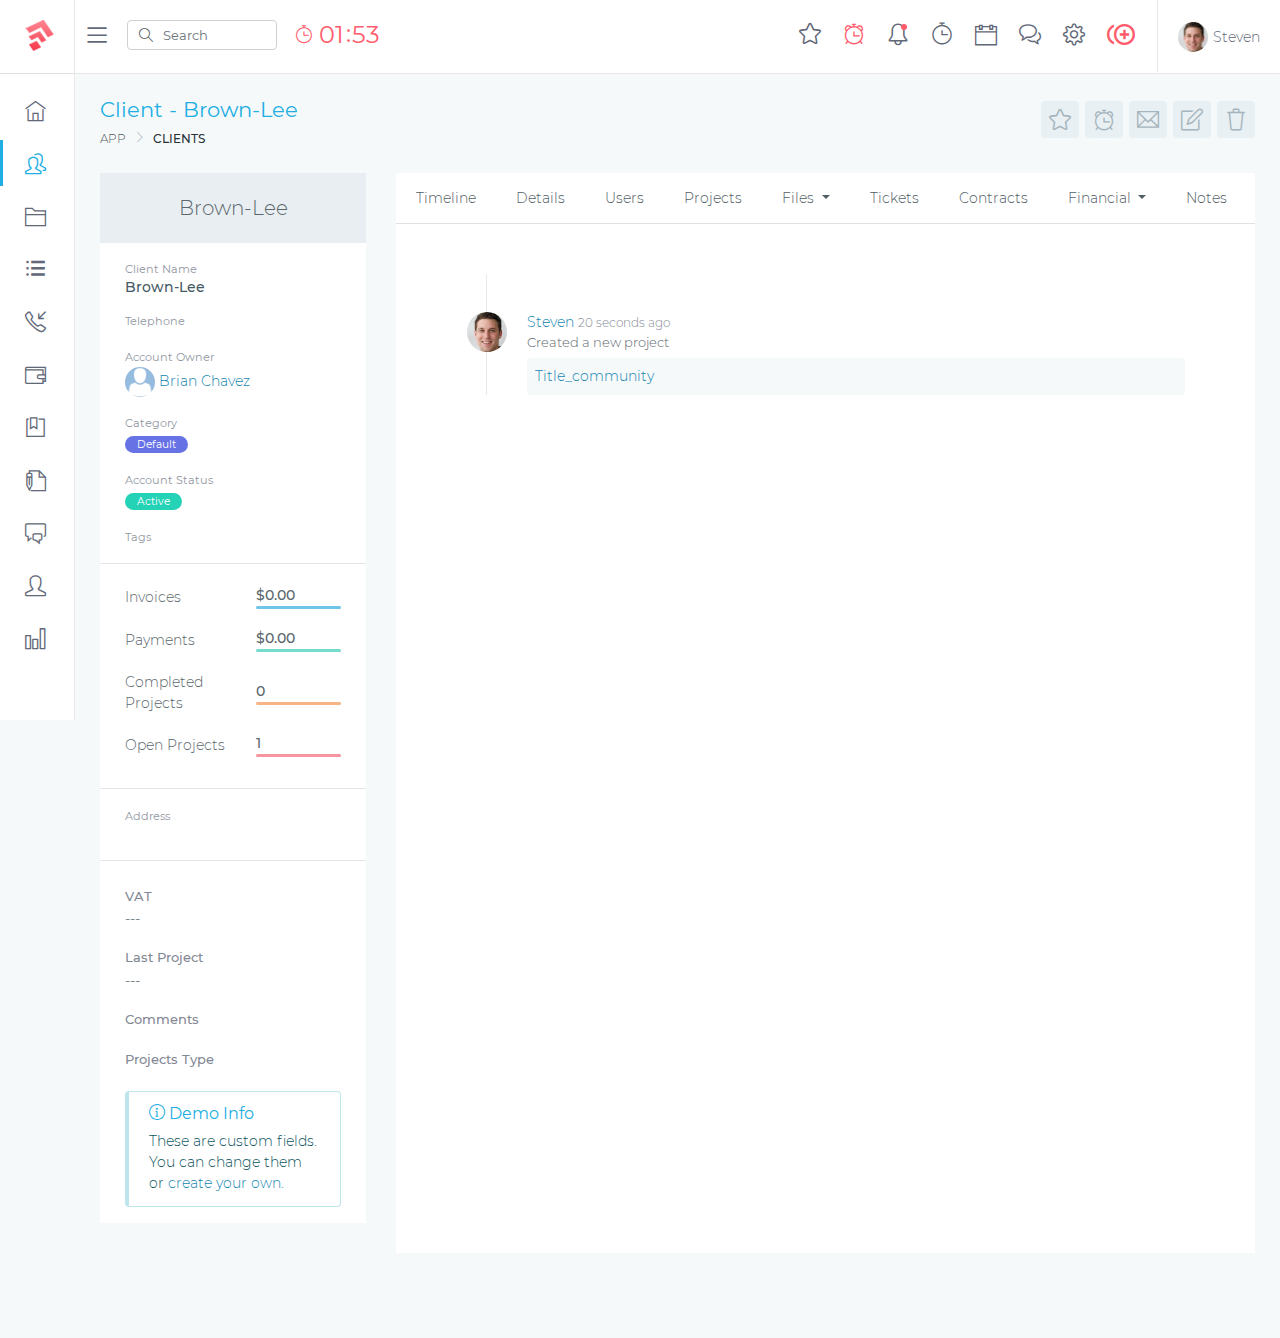 Search
01:53
Steven
Client - Brown-Lee
APP
CLIENTS
Brown-Lee
Client Name
Brown-Lee
Telephone
Account Owner
Brian Chavez
Category
Default
Account Status
Active
Tags
Invoices
$0.00
Payments
$0.00
Completed Projects
0
Open Projects
1
Address
VAT
---
Last Project
---
Comments
Projects Type
Demo Info
These are custom fields.
You can change them
or create your own.
Timeline
Details
Users
Projects
Files
Tickets
Contracts
Financial
Notes
Steven 20 seconds ago
Created a new project
Title_community